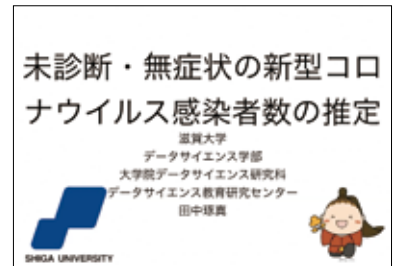 未診断・無症状の新型コロ
ナウイルス感染者数の推定
滋賀大学
データサイエンス学部
大学院データサイエンス研究科
データサイエンス教育研究センター
田中琢真
SHIGA UNIVERSITY